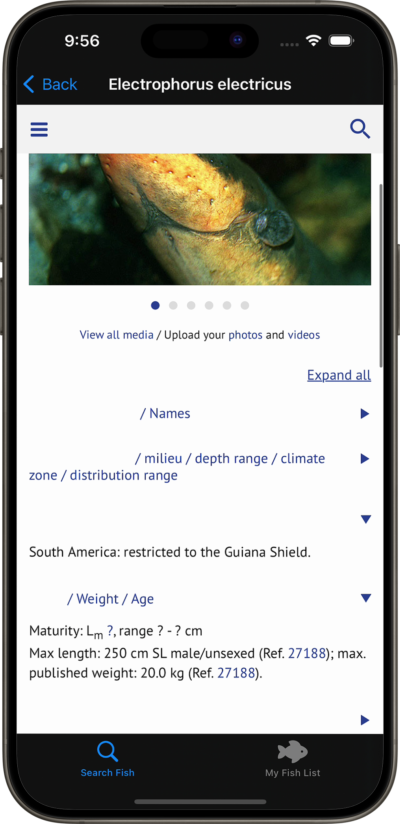 9:56
Back
Electrophorus electricus
View all media / Upload your photos and videos
Expand all
/ Names
/ milieu / depth range / climate
zone / distribution range
South America: restricted to the Guiana Shield.
/ Weight / Age
Maturity: Lm ?, range ? - ? cm
Max length: 250 cm SL male/unsexed (Ref. 27188); max.
published weight: 20.0 kg (Ref. 27188).
Search Fish
My Fish List